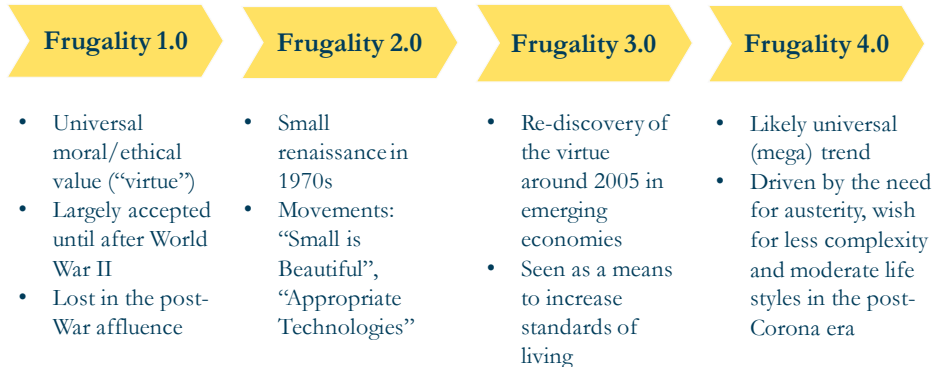 Frugality 1.0
• Universal
moral/ethical
value (“virtue”)
• Largely accepted
until after World
War II
• Lost in the post-
War affluence
Frugality 2.0
• Small
renaissance in
1970s
• Movements:
“Small is
Beautiful”,
“Appropriate
Technologies”
Frugality 3.0
• Re-discovery of
the virtue
around 2005 in
emerging
economies
• Seen as a means
to increase
standards of
living
Frugality 4.0
• Likely universal
(mega) trend
• Driven by the need
for austerity, wish
for less complexity
and moderate life
styles in the post-
Corona era